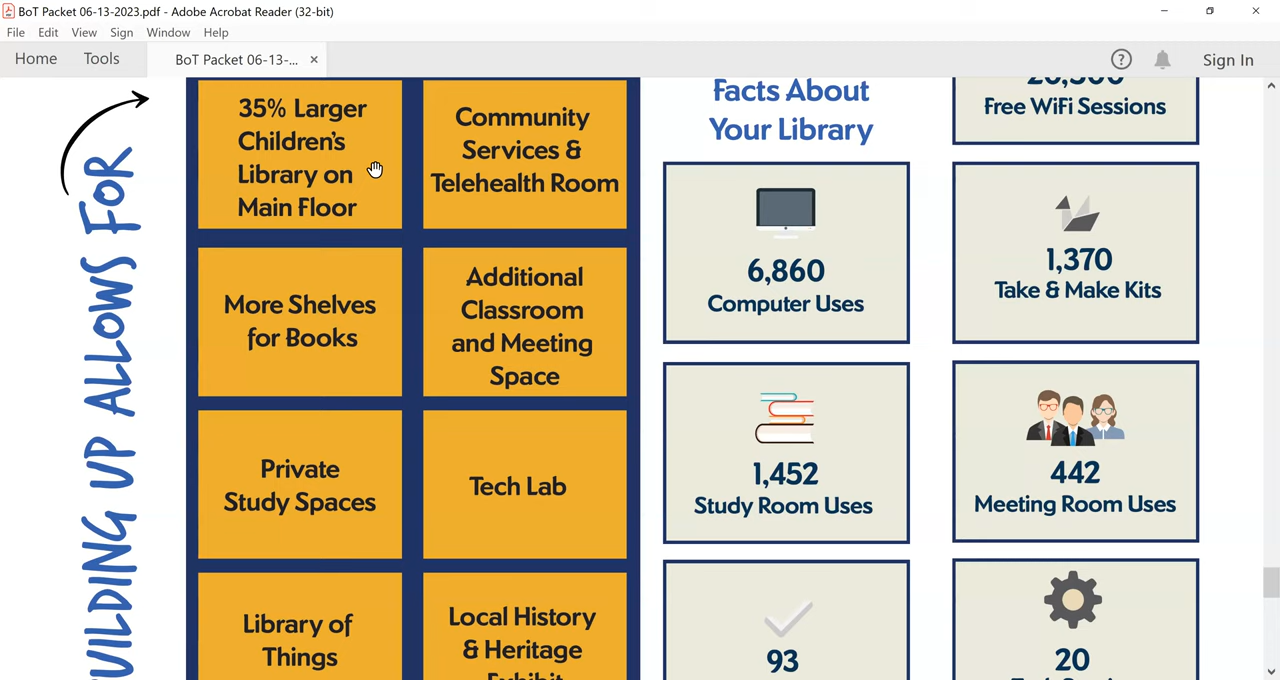 BoT Packet 06-13-2023.pdf - Adobe Acrobat Reader (32-bit)
File Edit View Sign Window Help
Home Tools BoT Packet 06-13-... × ? Sign In
BUILDING UP ALLOWS FOR
35% Larger
Children's
Library on
Main Floor
Community
Services &
Telehealth Room
More Shelves
for Books
Additional
Classroom
and Meeting
Space
Private
Study Spaces
Tech Lab
Library of
Things
Local History
& Heritage
Exhibit
Facts About
Your Library
Free WiFi Sessions
6,860
Computer Uses
1,370
Take & Make Kits
1,452
Study Room Uses
442
Meeting Room Uses
93
20